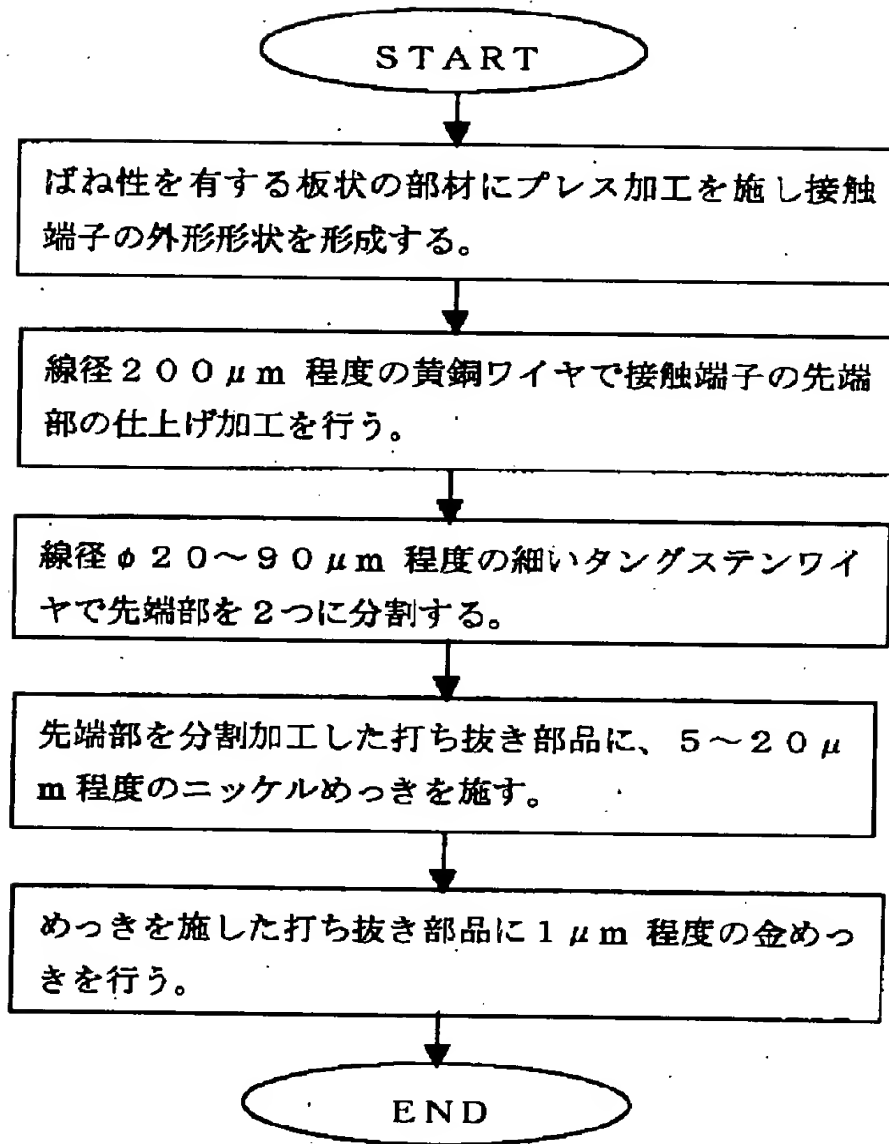 START
ばね性を有する板状の部材にプレス加工を施し接触
端子の外形形状を形成する。
線径200μm 程度の黄銅ワイヤで接触端子の先端
部の仕上げ加工を行う。
線径φ20～90μm 程度の細いタングステンワイ
ヤで先端部を2つに分割する。
先端部を分割加工した打ち抜き部品に、5～20μ
m程度のニッケルめっきを施す。
めっきを施した打ち抜き部品に1μm 程度の金めっ
きを行う。
END